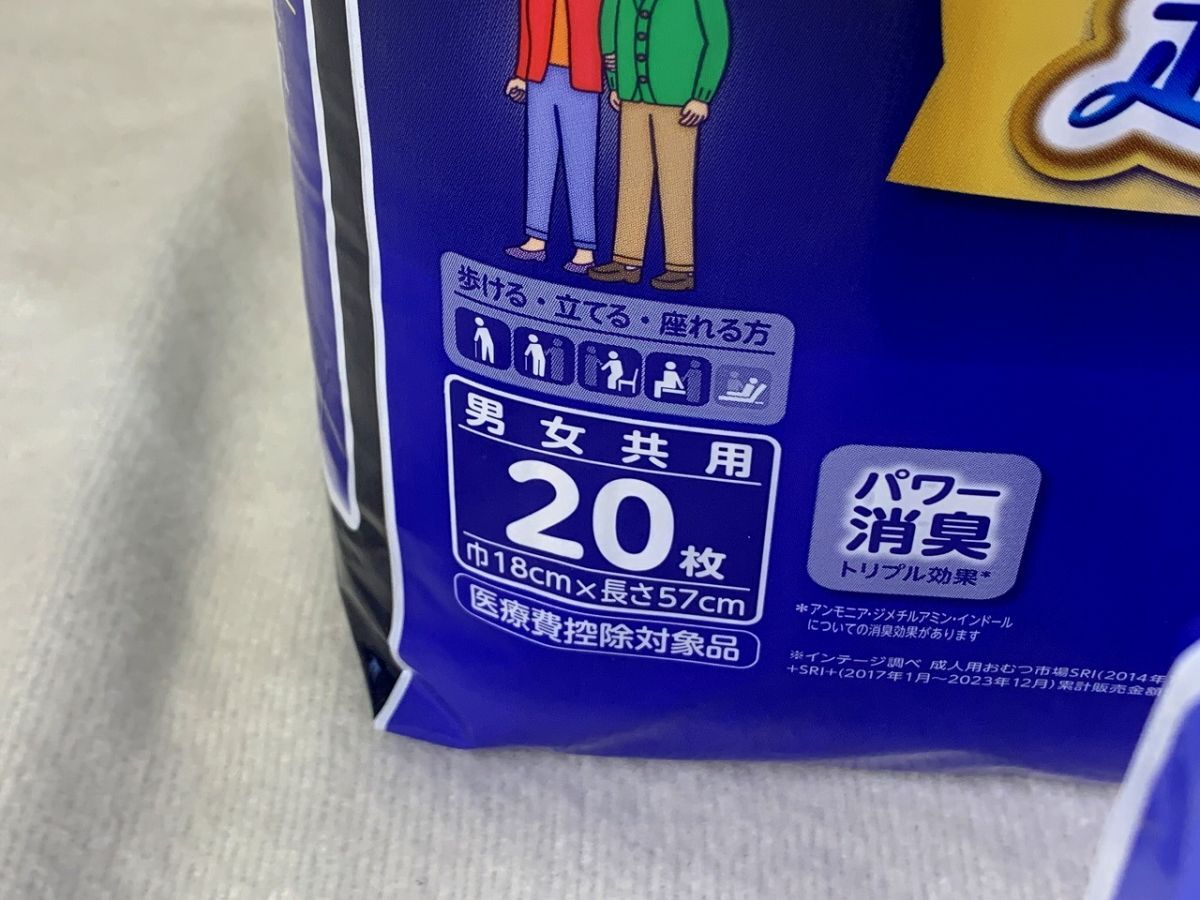 歩ける・立てる・座れる方
男女共用
20枚
巾18cm×長さ57cm
医療費控除対象品
パワー
消臭
トリプル効果*
*アンモニア・ジメチルアミン・インドール
についての消臭効果があります
※インテージ調べ 成人用おむつ市場SRI(2014年
+SRI+(2017年1月〜2023年12月)累計販売金額